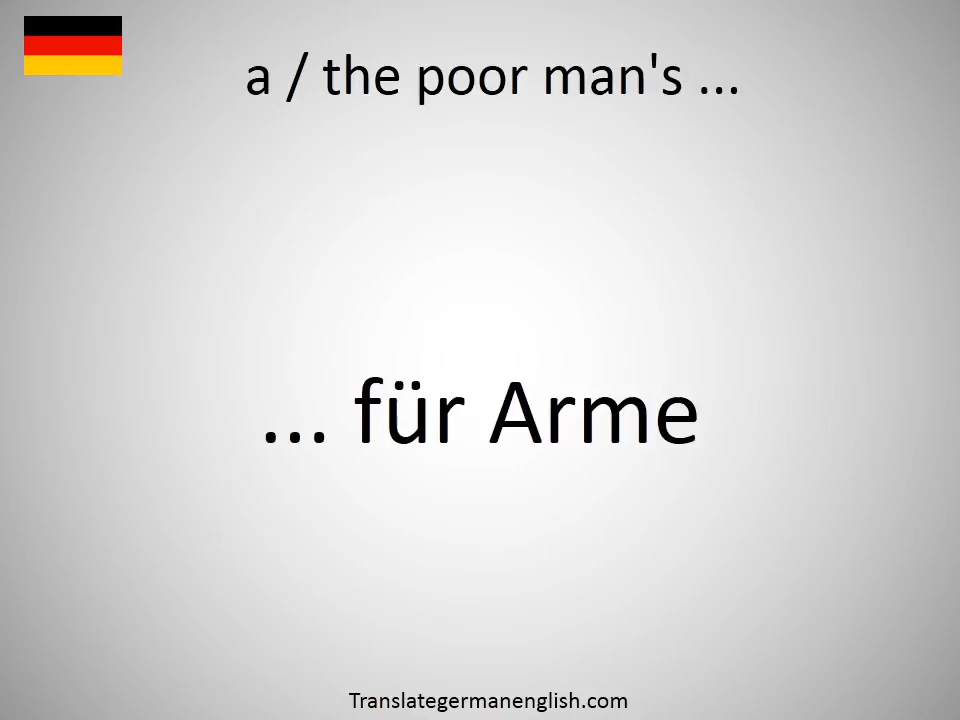 a / the poor man's ...
... für Arme
Translategermanenglish.com